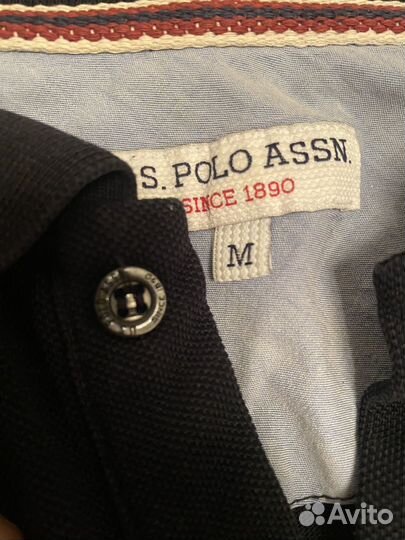 S. POLO ASSN.
SINCE 1890
M
Avito